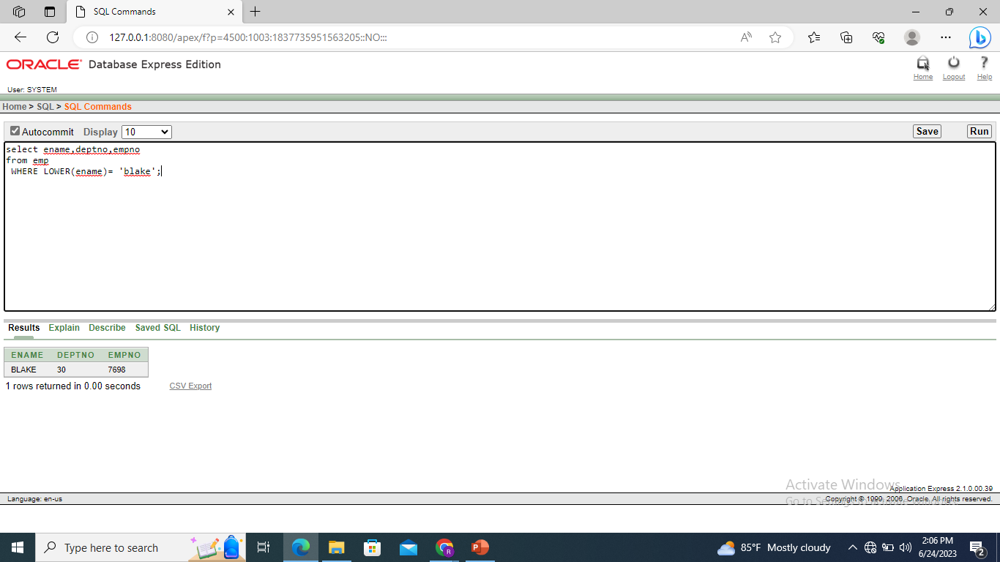 SQL Commands
127.0.0.1:8080/apex/f?p=4500:1003:1837735951563205::NO:::
ORACLE Database Express Edition
Home Logout Help
User: SYSTEM
Home > SQL > SQL Commands
Autocommit Display 10 Save Run
select ename,deptno,empno
from emp
WHERE LOWER(ename)= 'blake';
Results Explain Describe Saved SQL History
ENAME DEPTNO EMPNO
BLAKE 30 7698
1 rows returned in 0.00 seconds CSV Export
Activate Windows
Application Express 2.1.0.00.39
Language: en-us Copyright © 1999, 2006, Oracle. All rights reserved.
Go to Settings to activate Windows.
Type here to search
85°F Mostly cloudy
2:06 PM
6/24/2023
2